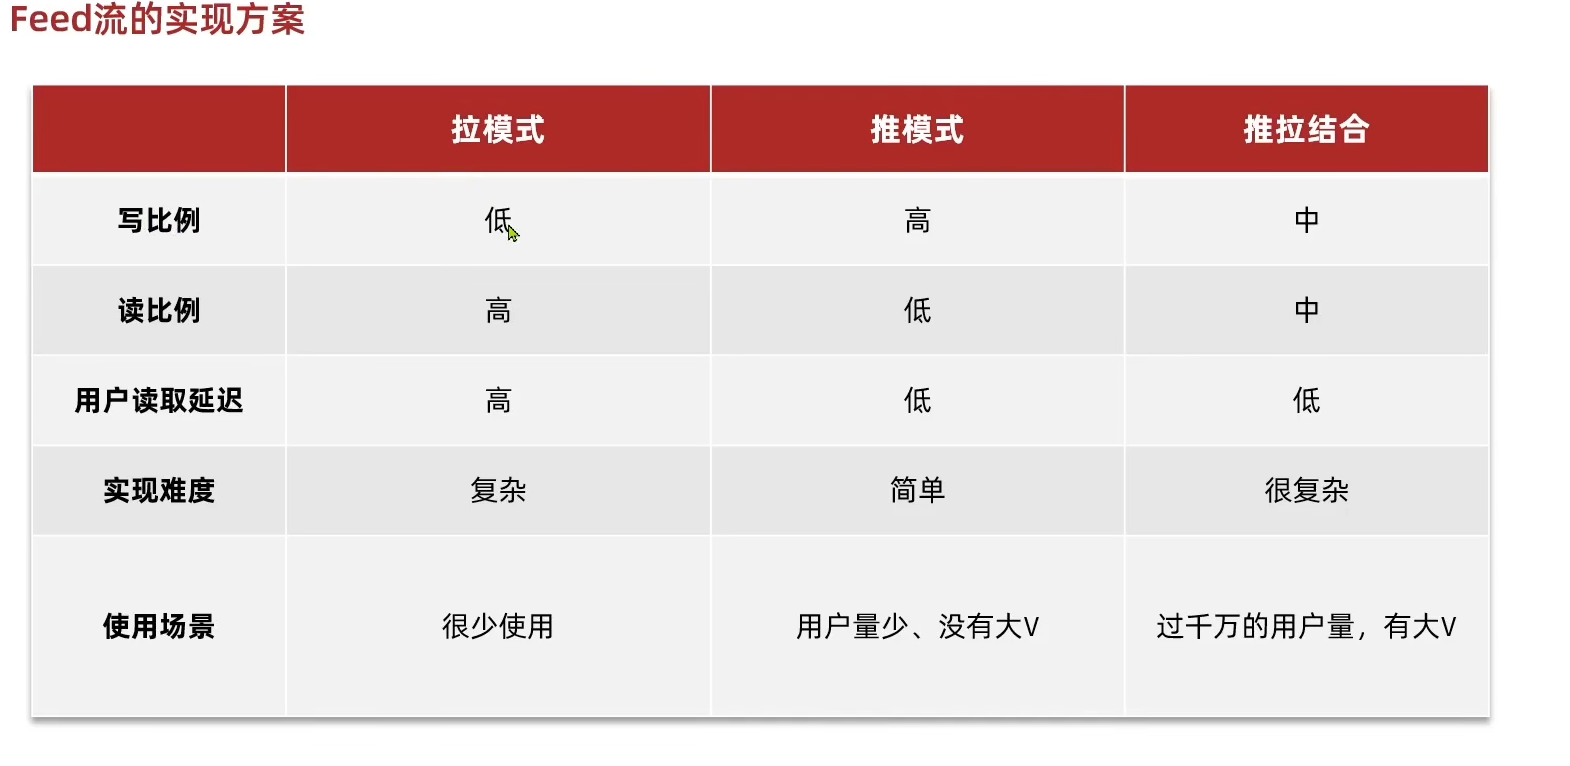 Feed流的实现方案
拉模式 推模式 推拉结合
写比例 低 高 中
读比例 高 低 中
用户读取延迟 高 低 低
实现难度 复杂 简单 很复杂
使用场景 很少使用 用户量少、没有大V 过千万的用户量，有大V